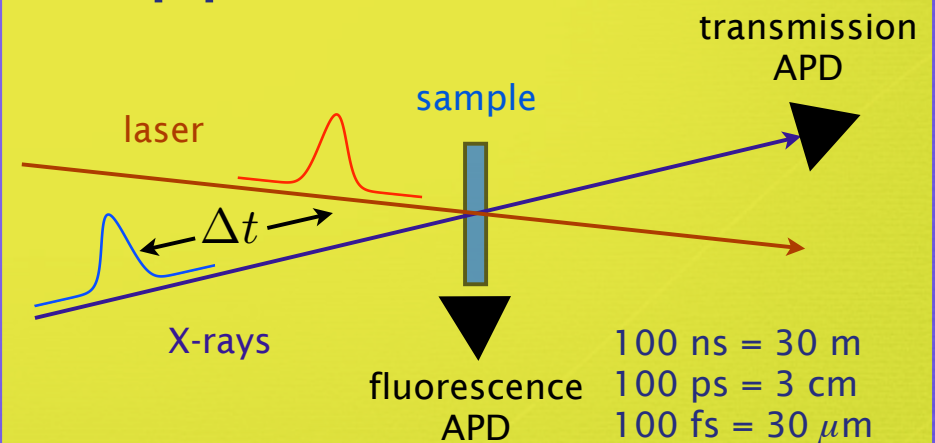 transmission
APD
sample
laser
Δt
X-rays
fluorescence
APD
100 ns = 30 m
100 ps = 3 cm
100 fs = 30 μm